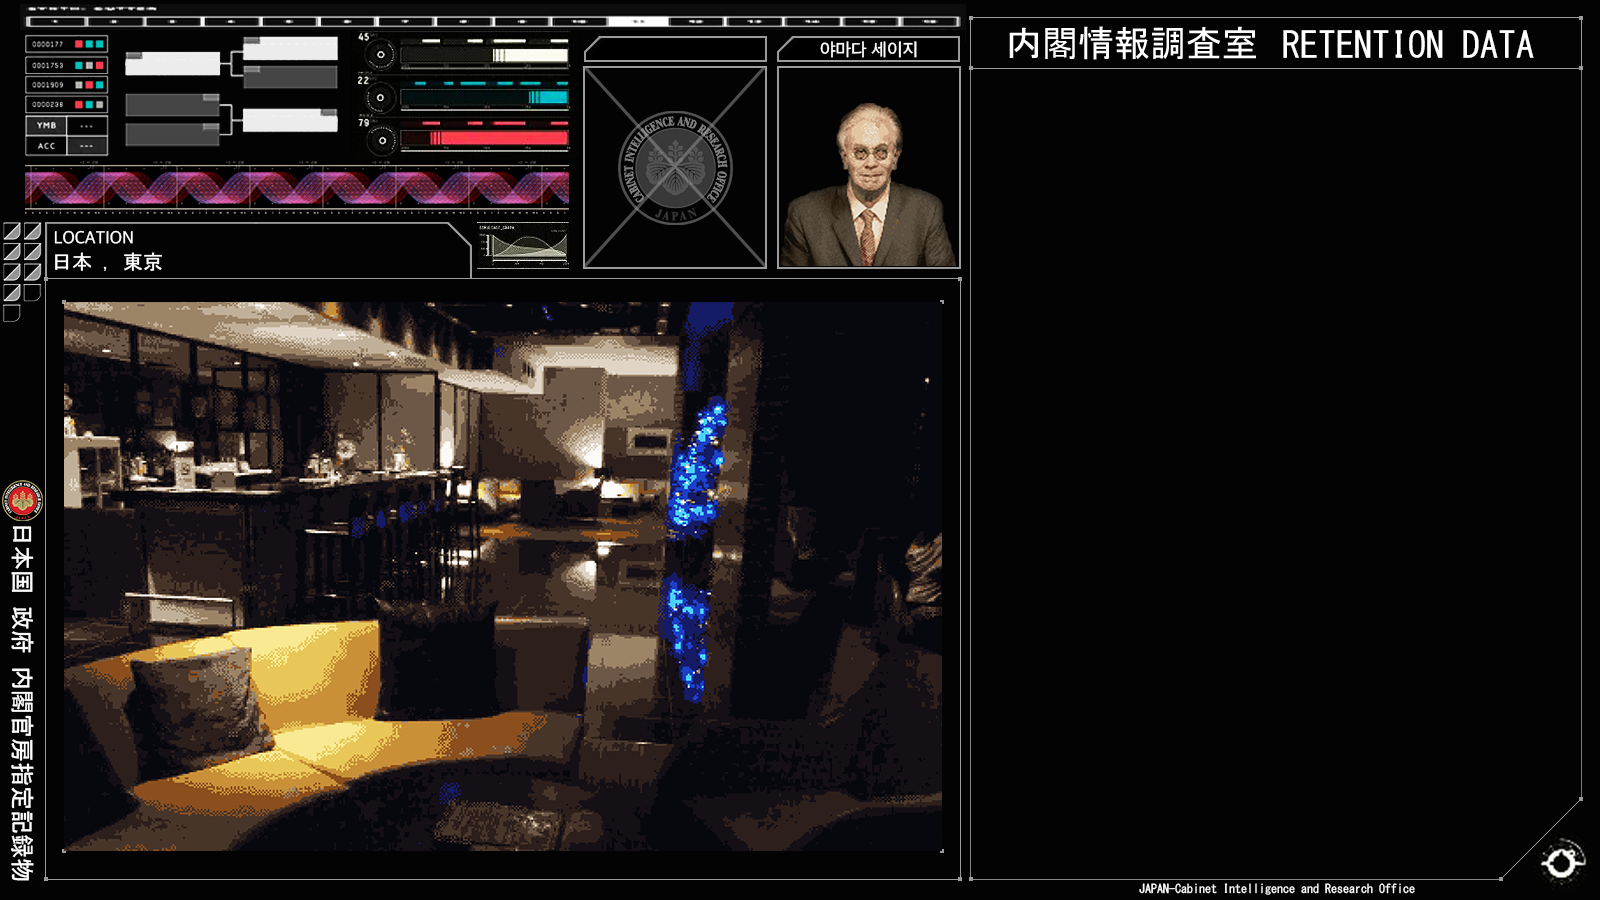 0000177
0001753
0001909
0000238
YMB ---
ACC ---
45
22
79
야마다 세이지
CABINET INTELLIGENCE AND RESEARCH OFFICE
JAPAN
内閣情報調査室 RETENTION DATA
LOCATION
日本 , 東京
日本国 政府 内閣官房指定記録物
JAPAN-Cabinet Intelligence and Research Office